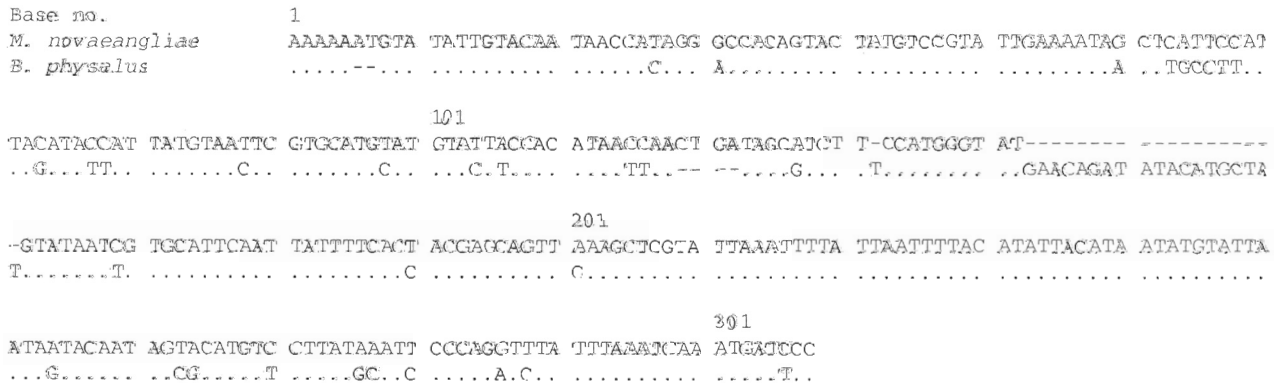 Base no. 1
M. novaeangliae AAAAAATGTA TATTGTACAA TAACCATAGG GCCACAGTAC TATGTCCGTA TTGAAAATAG CTCATTCCAT
B. physalus .....--... .......... ......C... A......... .......... .........A ..TGCCTT..
101
TACATACCAT TATGTAATTC GTGCATGTAT GTATTACCAC ATAACCAACT GATAGCATCT T-CCATGGGT AT-------- ----------
..G...TT.. .......C.. .......C.. ..C.T..... ....TT..-- --....G... .T........ ..GAACAGAT ATACATGCTA
201
-GTATAATCG TGCATTCAAT TATTTTCACT ACGAGCAGTT AAAGCTCGTA TTAAATTTTA TTAATTTTAC ATATTACATA ATATGTATTA
T.......T. .......... ........C. .......... C......... .......... .......... .......... ..........
301
ATAATACAAT AGTACATGTC CTTATAAATT CCCAGGTTTA TTTAAATCAA ATGATCCC
...G...... ..CG.....T .....GC..C .....A.C.. .......... .....T..